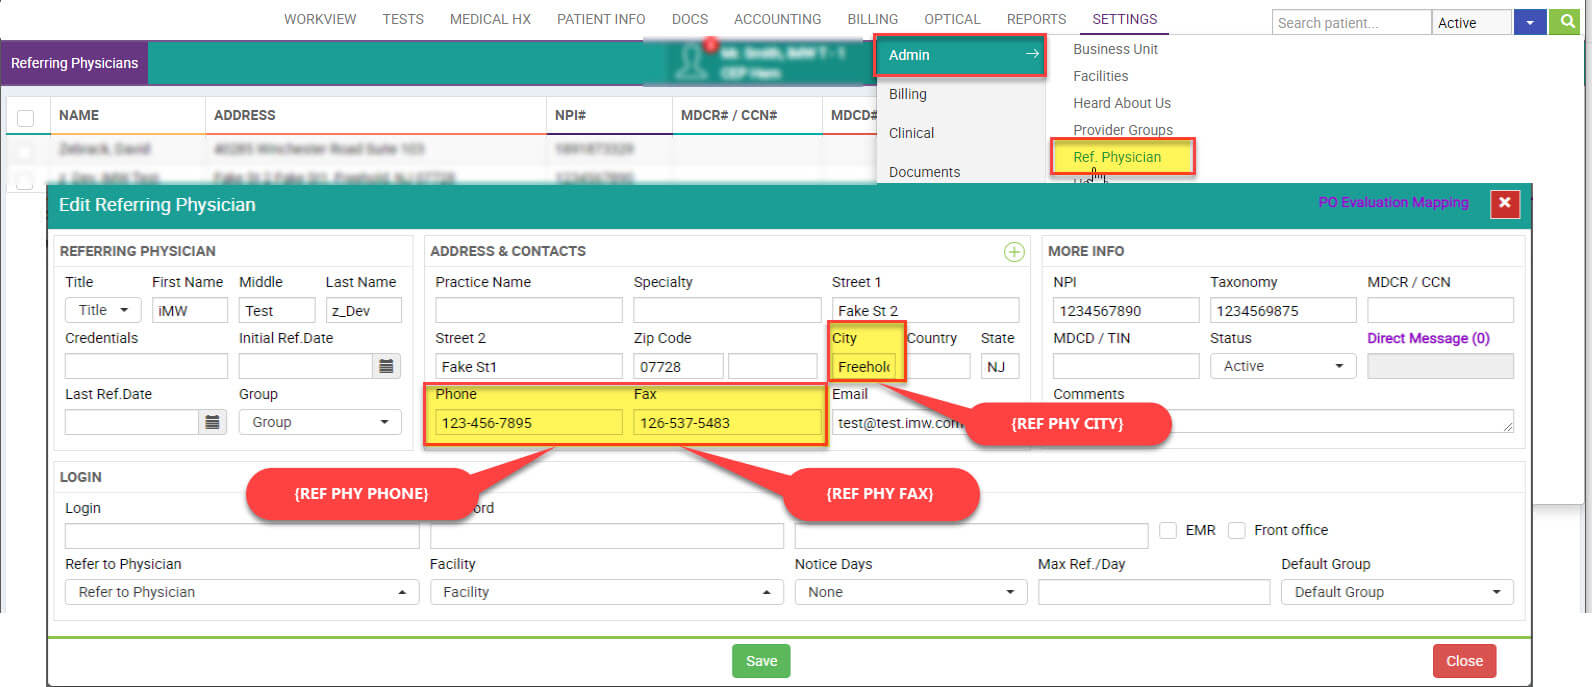 WORKVIEW TESTS MEDICAL HX PATIENT INFO DOCS ACCOUNTING BILLING OPTICAL REPORTS SETTINGS Search patient... Active
Referring Physicians
Admin
Billing
Clinical
Documents
Business Unit
Facilities
Heard About Us
Provider Groups
Ref. Physician
NAME ADDRESS NPI# MDCR# / CCN# MDCD#
Edit Referring Physician PO Evaluation Mapping
REFERRING PHYSICIAN
Title First Name Middle Last Name
Title iMW Test z_Dev
Credentials Initial Ref.Date
Last Ref.Date Group
Group
ADDRESS & CONTACTS
Practice Name Specialty Street 1
Fake St 2
Street 2 Zip Code City Country State
Fake St1 07728 Freehol NJ
Phone Fax Email
123-456-7895 126-537-5483 test@test.imw.com
MORE INFO
NPI Taxonomy MDCR / CCN
1234567890 1234569875
MDCD / TIN Status Direct Message (0)
Active
Comments
{REF PHY CITY}
{REF PHY PHONE} {REF PHY FAX}
LOGIN
Login ord
EMR Front office
Refer to Physician Facility Notice Days Max Ref./Day Default Group
Refer to Physician Facility None Default Group
Save Close